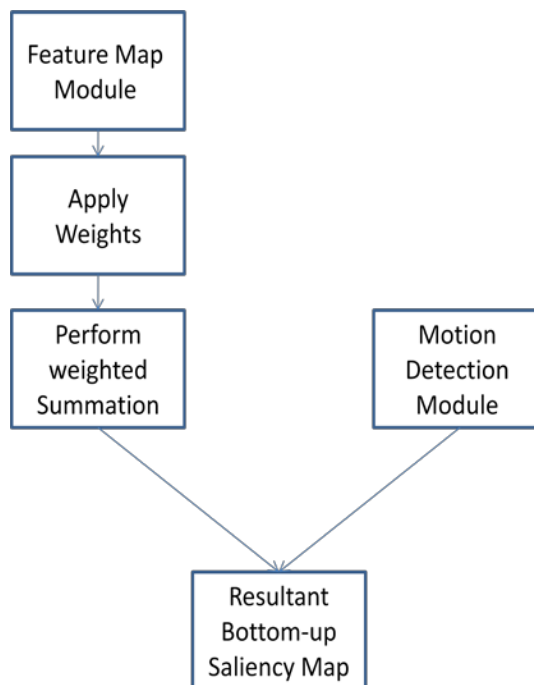 Feature Map
Module
Apply
Weights
Perform
weighted
Summation
Motion
Detection
Module
Resultant
Bottom-up
Saliency Map